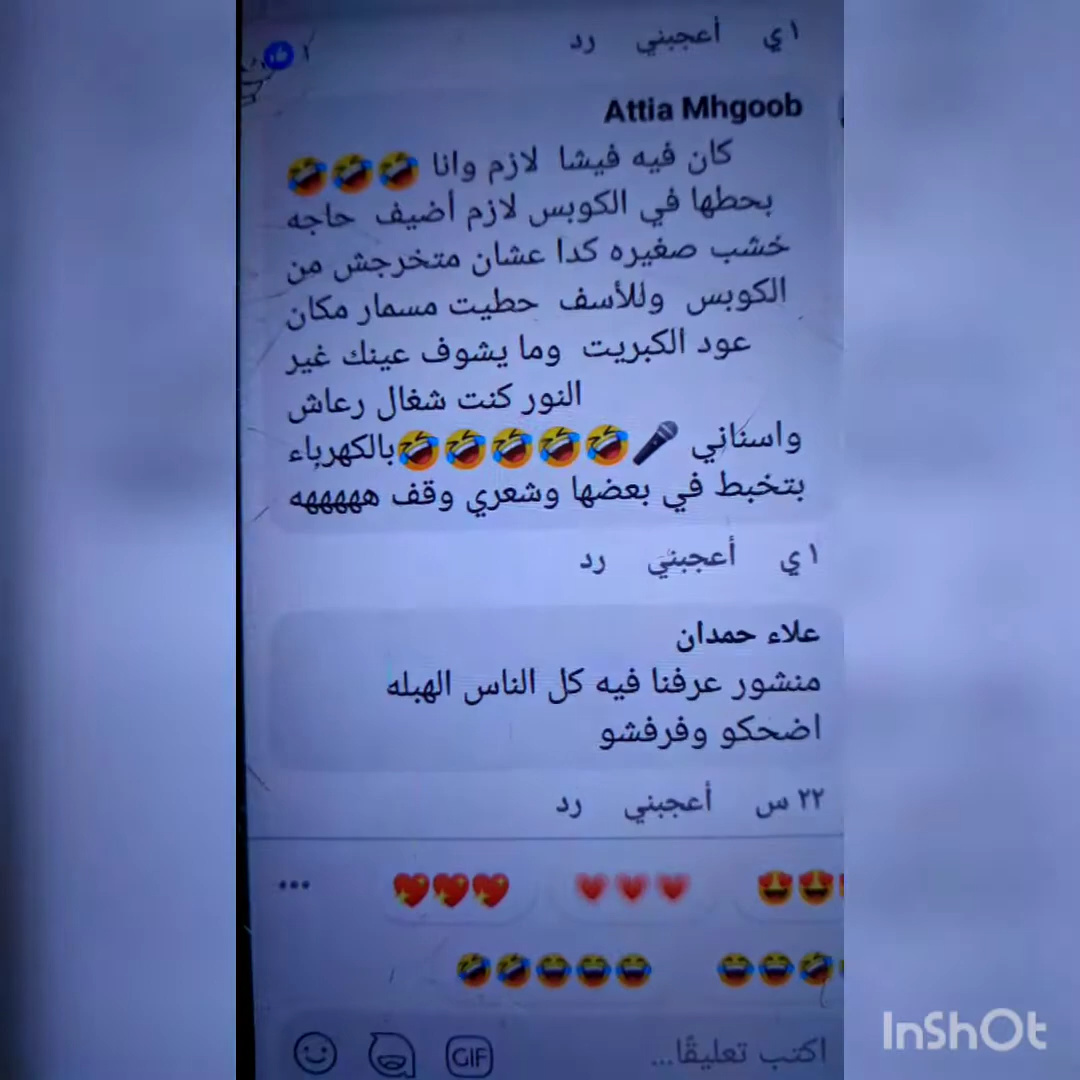 ١ ي أعجبني رد ١
Attia Mhgoob
🤣🤣🤣 كان فيه فيشا لازم وانا
بحطها في الكوبس لازم أضيف حاجه
خشب صغيره كدا عشان متخرجش من
الكوبس وللأسف حطيت مسمار مكان
عود الكبريت وما يشوف عينك غير
النور كنت شغال رعاش
بالكهرباء🤣🤣🤣🤣🤣🎤 واسناني
بتخبط في بعضها وشعري وقف هههههه
١ ي أعجبني رد
علاء حمدان
منشور عرفنا فيه كل الناس الهبله
اضحكو وفرفشو
٢٢ س أعجبني رد
اكتب تعليقًا...
GIF
InShOt